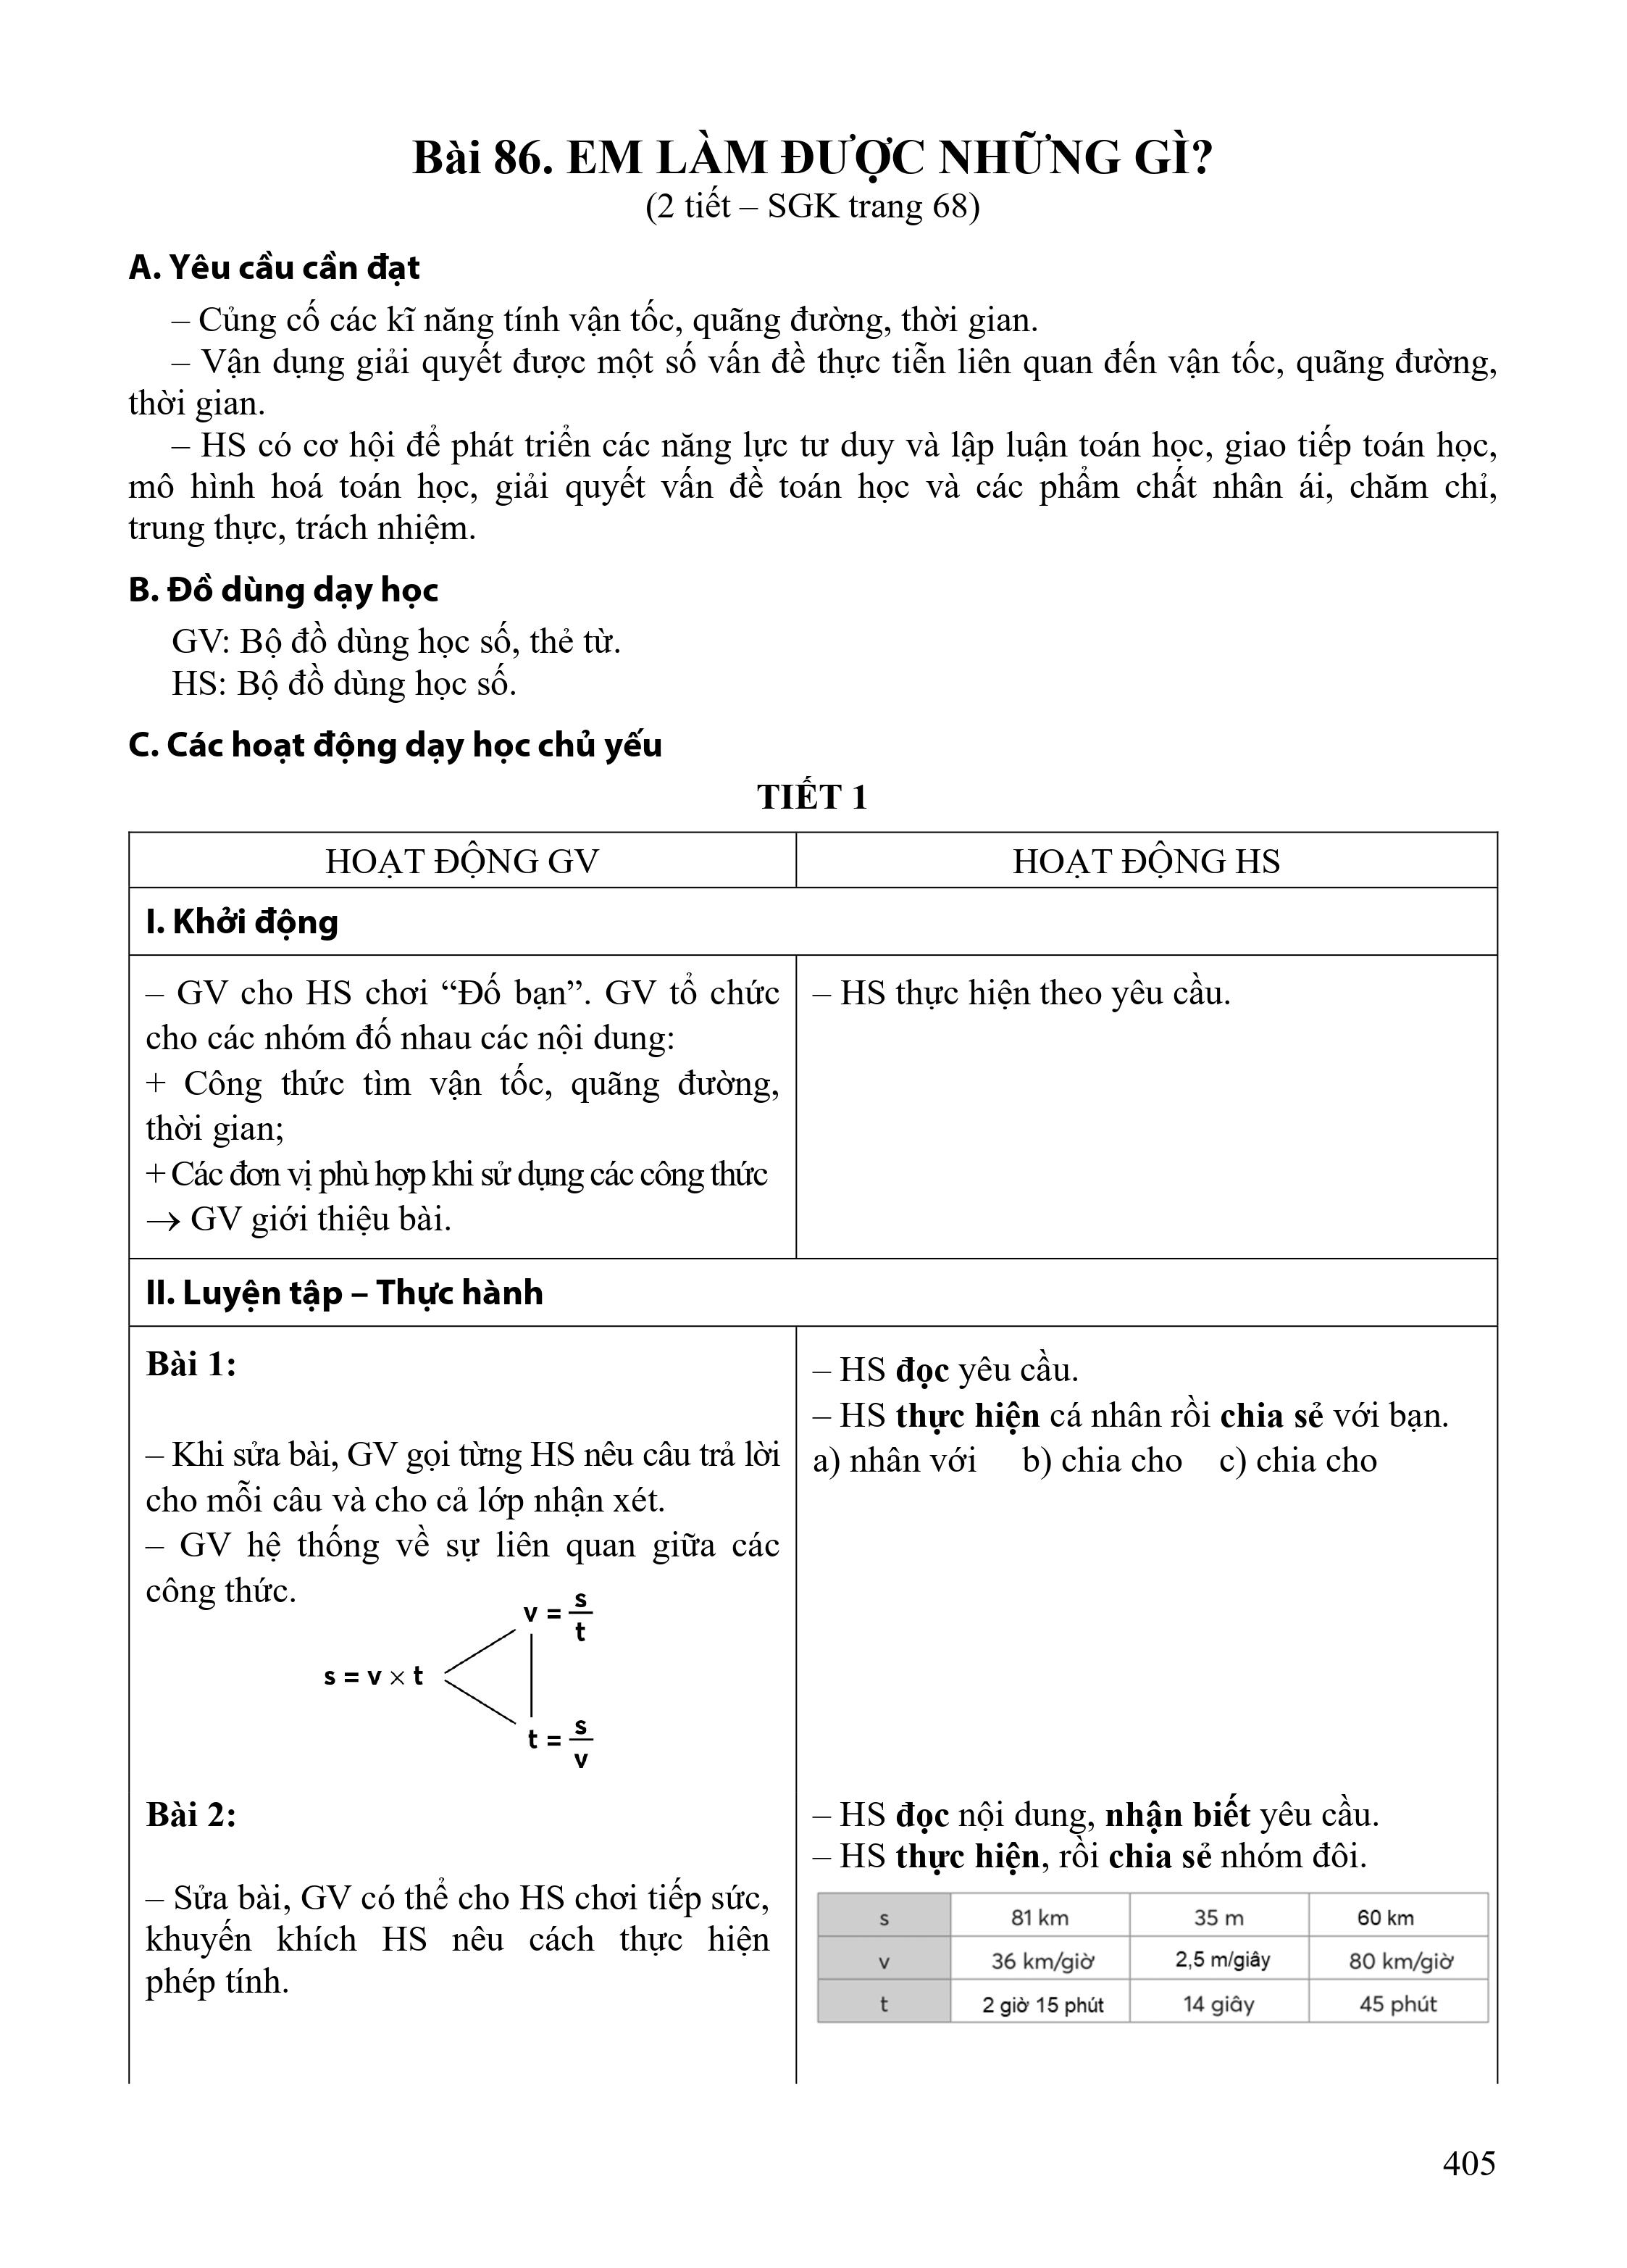 Bài 86. EM LÀM ĐƯỢC NHỮNG GÌ?
(2 tiết – SGK trang 68)
A. Yêu cầu cần đạt
– Củng cố các kĩ năng tính vận tốc, quãng đường, thời gian.
– Vận dụng giải quyết được một số vấn đề thực tiễn liên quan đến vận tốc, quãng đường,
thời gian.
– HS có cơ hội để phát triển các năng lực tư duy và lập luận toán học, giao tiếp toán học,
mô hình hoá toán học, giải quyết vấn đề toán học và các phẩm chất nhân ái, chăm chỉ,
trung thực, trách nhiệm.
B. Đồ dùng dạy học
GV: Bộ đồ dùng học số, thẻ từ.
HS: Bộ đồ dùng học số.
C. Các hoạt động dạy học chủ yếu
TIẾT 1
HOẠT ĐỘNG GV
HOẠT ĐỘNG HS
I. Khởi động
– GV cho HS chơi “Đố bạn”. GV tổ chức
cho các nhóm đố nhau các nội dung:
+ Công thức tìm vận tốc, quãng đường,
thời gian;
+ Các đơn vị phù hợp khi sử dụng các công thức
→ GV giới thiệu bài.
– HS thực hiện theo yêu cầu.
II. Luyện tập – Thực hành
Bài 1:
– Khi sửa bài, GV gọi từng HS nêu câu trả lời
cho mỗi câu và cho cả lớp nhận xét.
– GV hệ thống về sự liên quan giữa các
công thức.
v = s/t
s = v × t
t = s/v
– HS đọc yêu cầu.
– HS thực hiện cá nhân rồi chia sẻ với bạn.
a) nhân với b) chia cho c) chia cho
Bài 2:
– Sửa bài, GV có thể cho HS chơi tiếp sức,
khuyến khích HS nêu cách thực hiện
phép tính.
– HS đọc nội dung, nhận biết yêu cầu.
– HS thực hiện, rồi chia sẻ nhóm đôi.
s 81 km 35 m 60 km
v 36 km/giờ 2,5 m/giây 80 km/giờ
t 2 giờ 15 phút 14 giây 45 phút
405